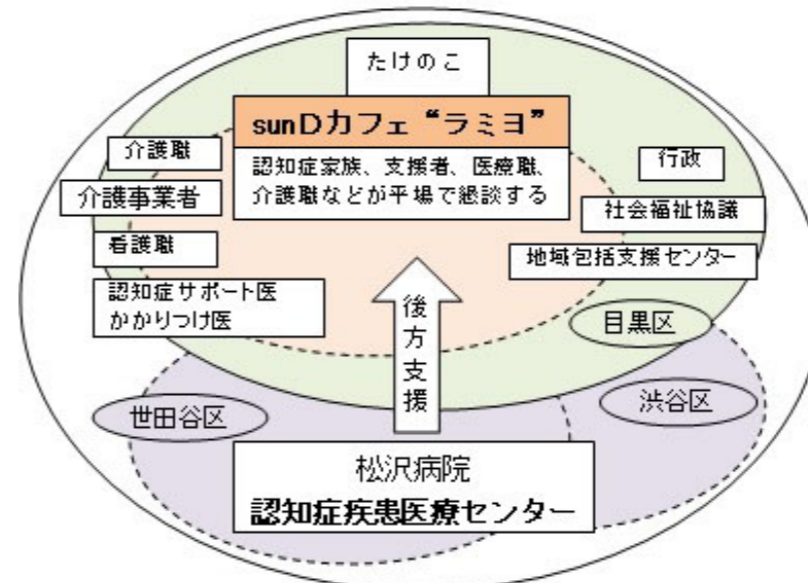 たけのこ
sunDカフェ“ラミヨ”
認知症家族、支援者、医療職、
介護職などが平場で懇談する
介護職
介護事業者
看護職
認知症サポート医
かかりつけ医
行政
社会福祉協議
地域包括支援センター
後方支援
目黒区
世田谷区
渋谷区
松沢病院
認知症疾患医療センター